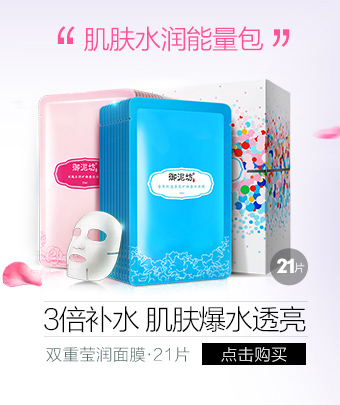 “ 肌肤水润能量包 ”
御泥坊
御泥坊
21片
3倍补水 肌肤爆水透亮
双重莹润面膜·21片 点击购买